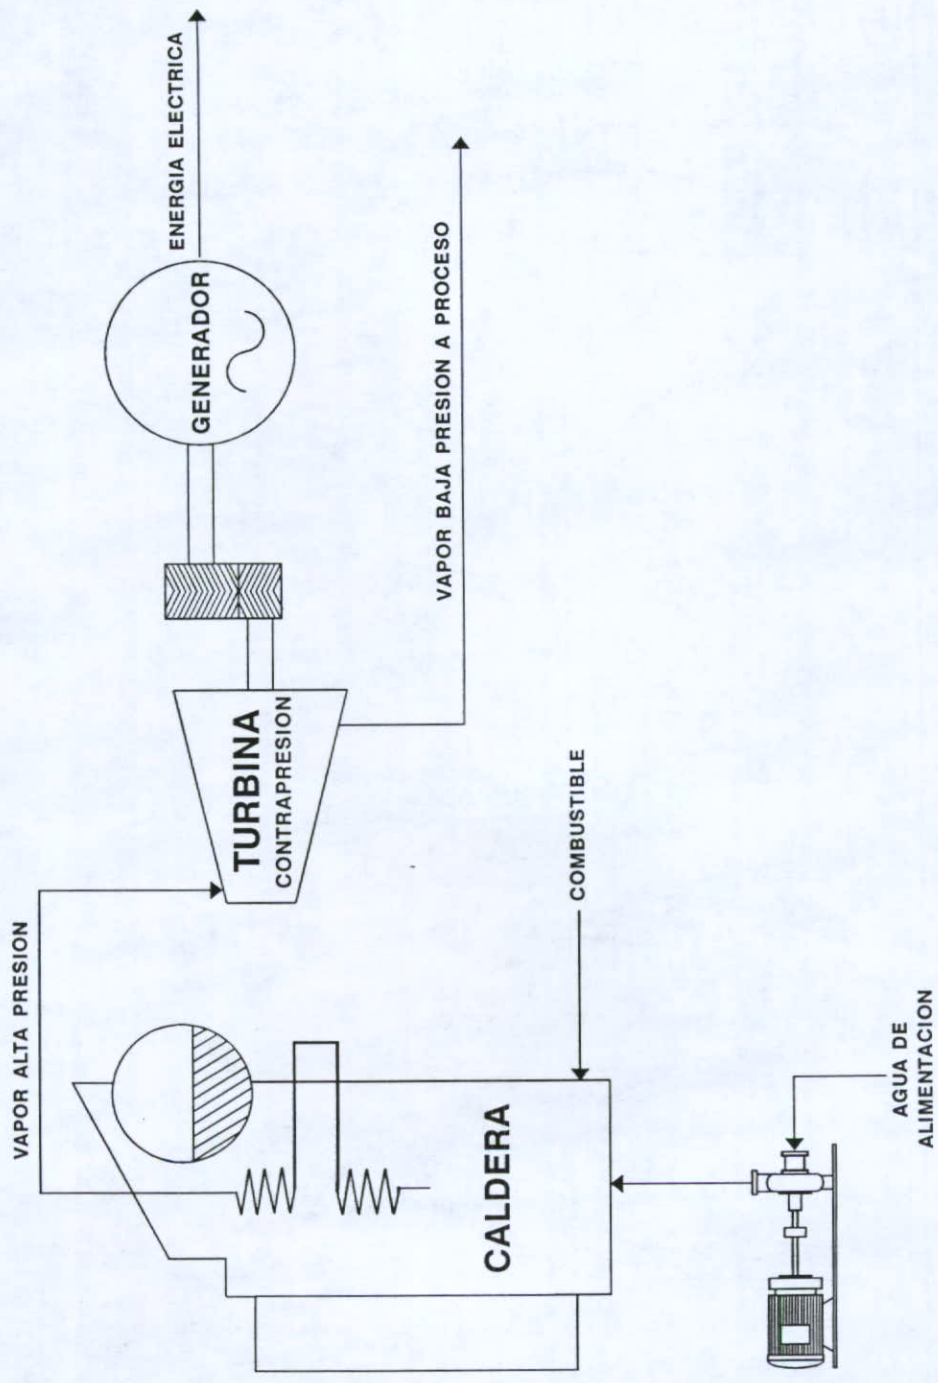 VAPOR ALTA PRESION
TURBINA
CONTRAPRESION
GENERADOR
ENERGIA ELECTRICA
VAPOR BAJA PRESION A PROCESO
COMBUSTIBLE
CALDERA
AGUA DE
ALIMENTACION